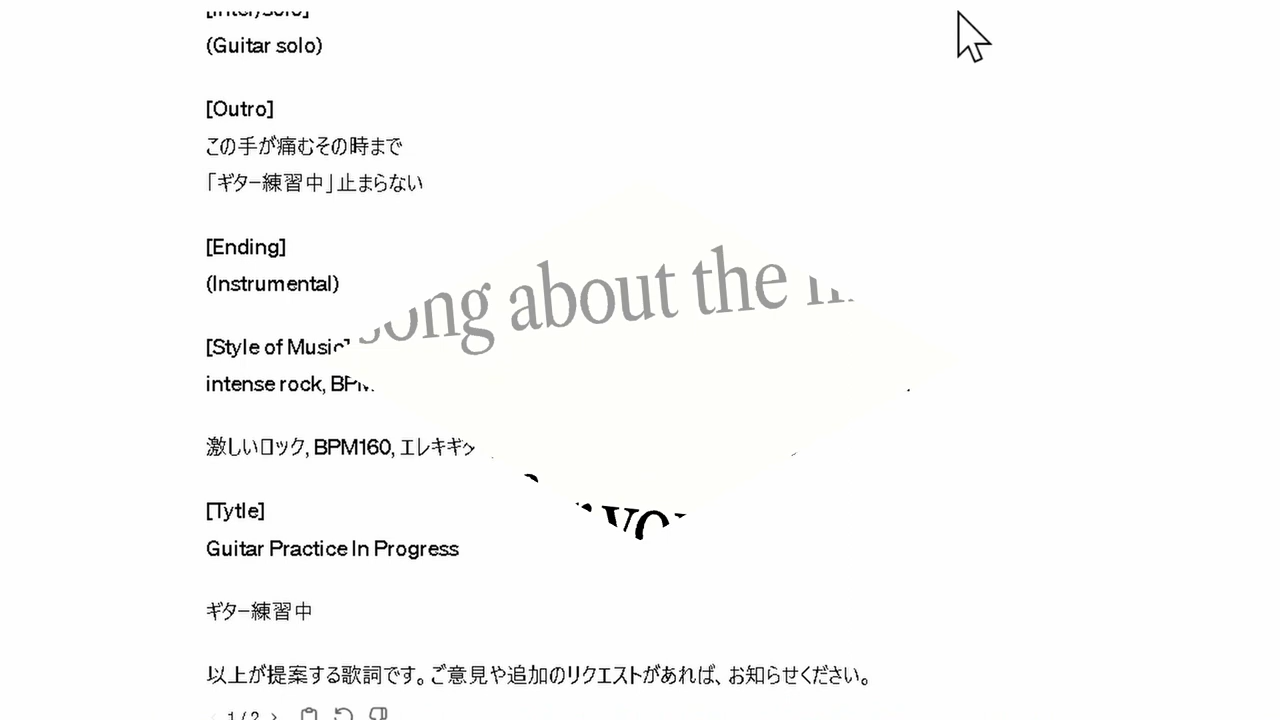 (Guitar solo)
[Outro]
この手が痛むその時まで
「ギター練習中」止まらない
[Ending]
(Instrumental)
ong about the
[Style of Music]
intense rock,
激しいロック, BPM160, エレキギタ
[Tytle]
Guitar Practice In Progress
ギター練習中
以上が提案する歌詞です。ご意見や追加のリクエストがあれば、お知らせください。
1 / 2